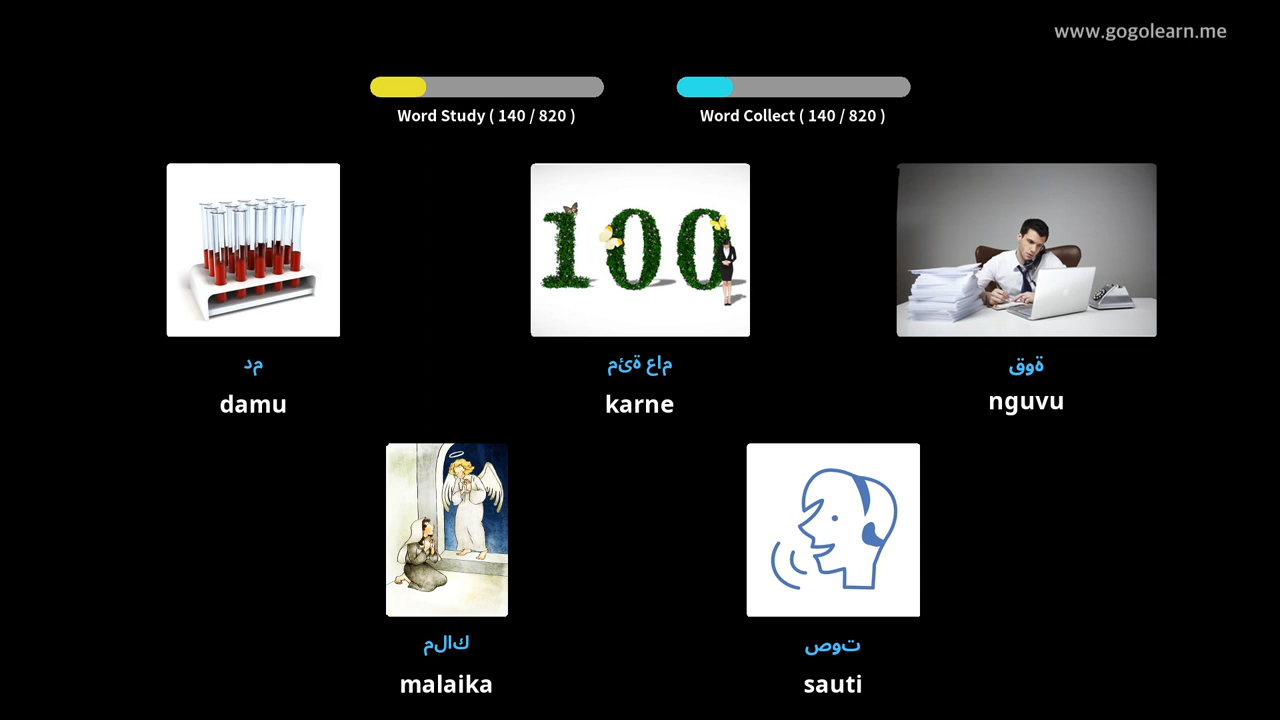 www.gogolearn.me
Word Study ( 140 / 820 )
Word Collect ( 140 / 820 )
دم
مئة عام
قوة
damu
karne
nguvu
ملاك
صوت
malaika
sauti